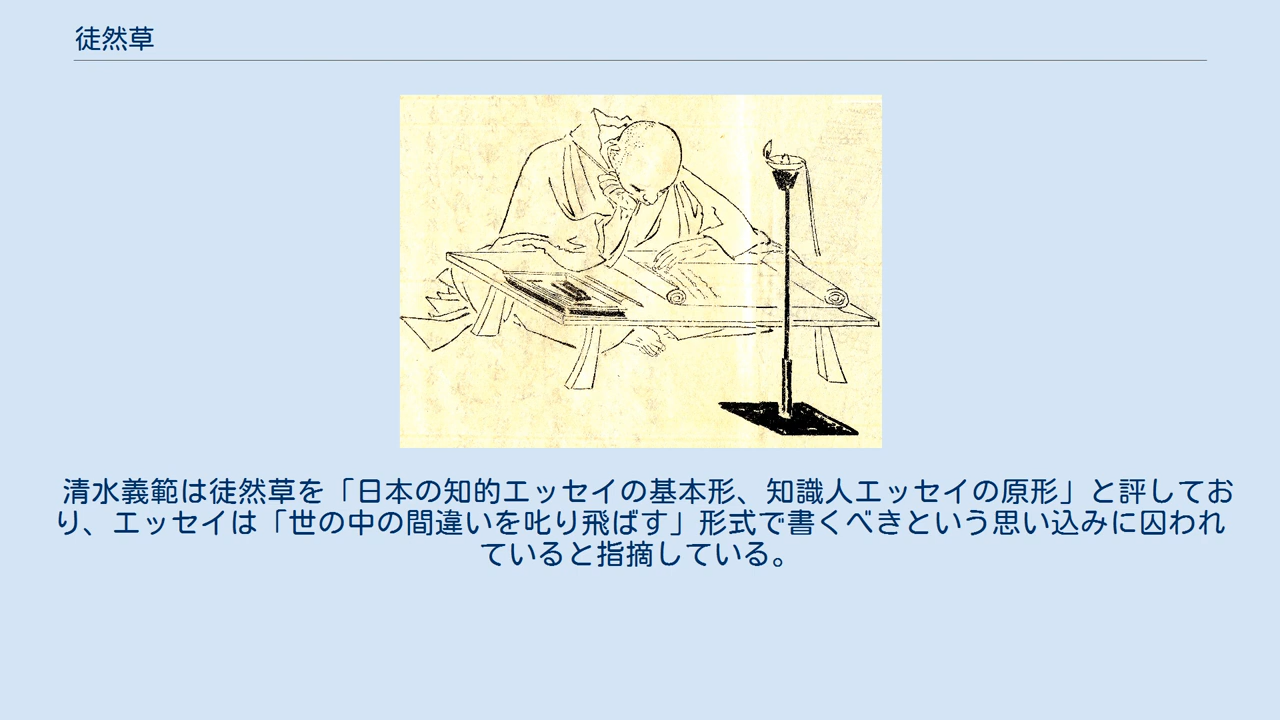 徒然草
清水義範は徒然草を「日本の知的エッセイの基本形、知識人エッセイの原形」と評してお
り、エッセイは「世の中の間違いを叱り飛ばす」形式で書くべきという思い込みに囚われ
ていると指摘している。